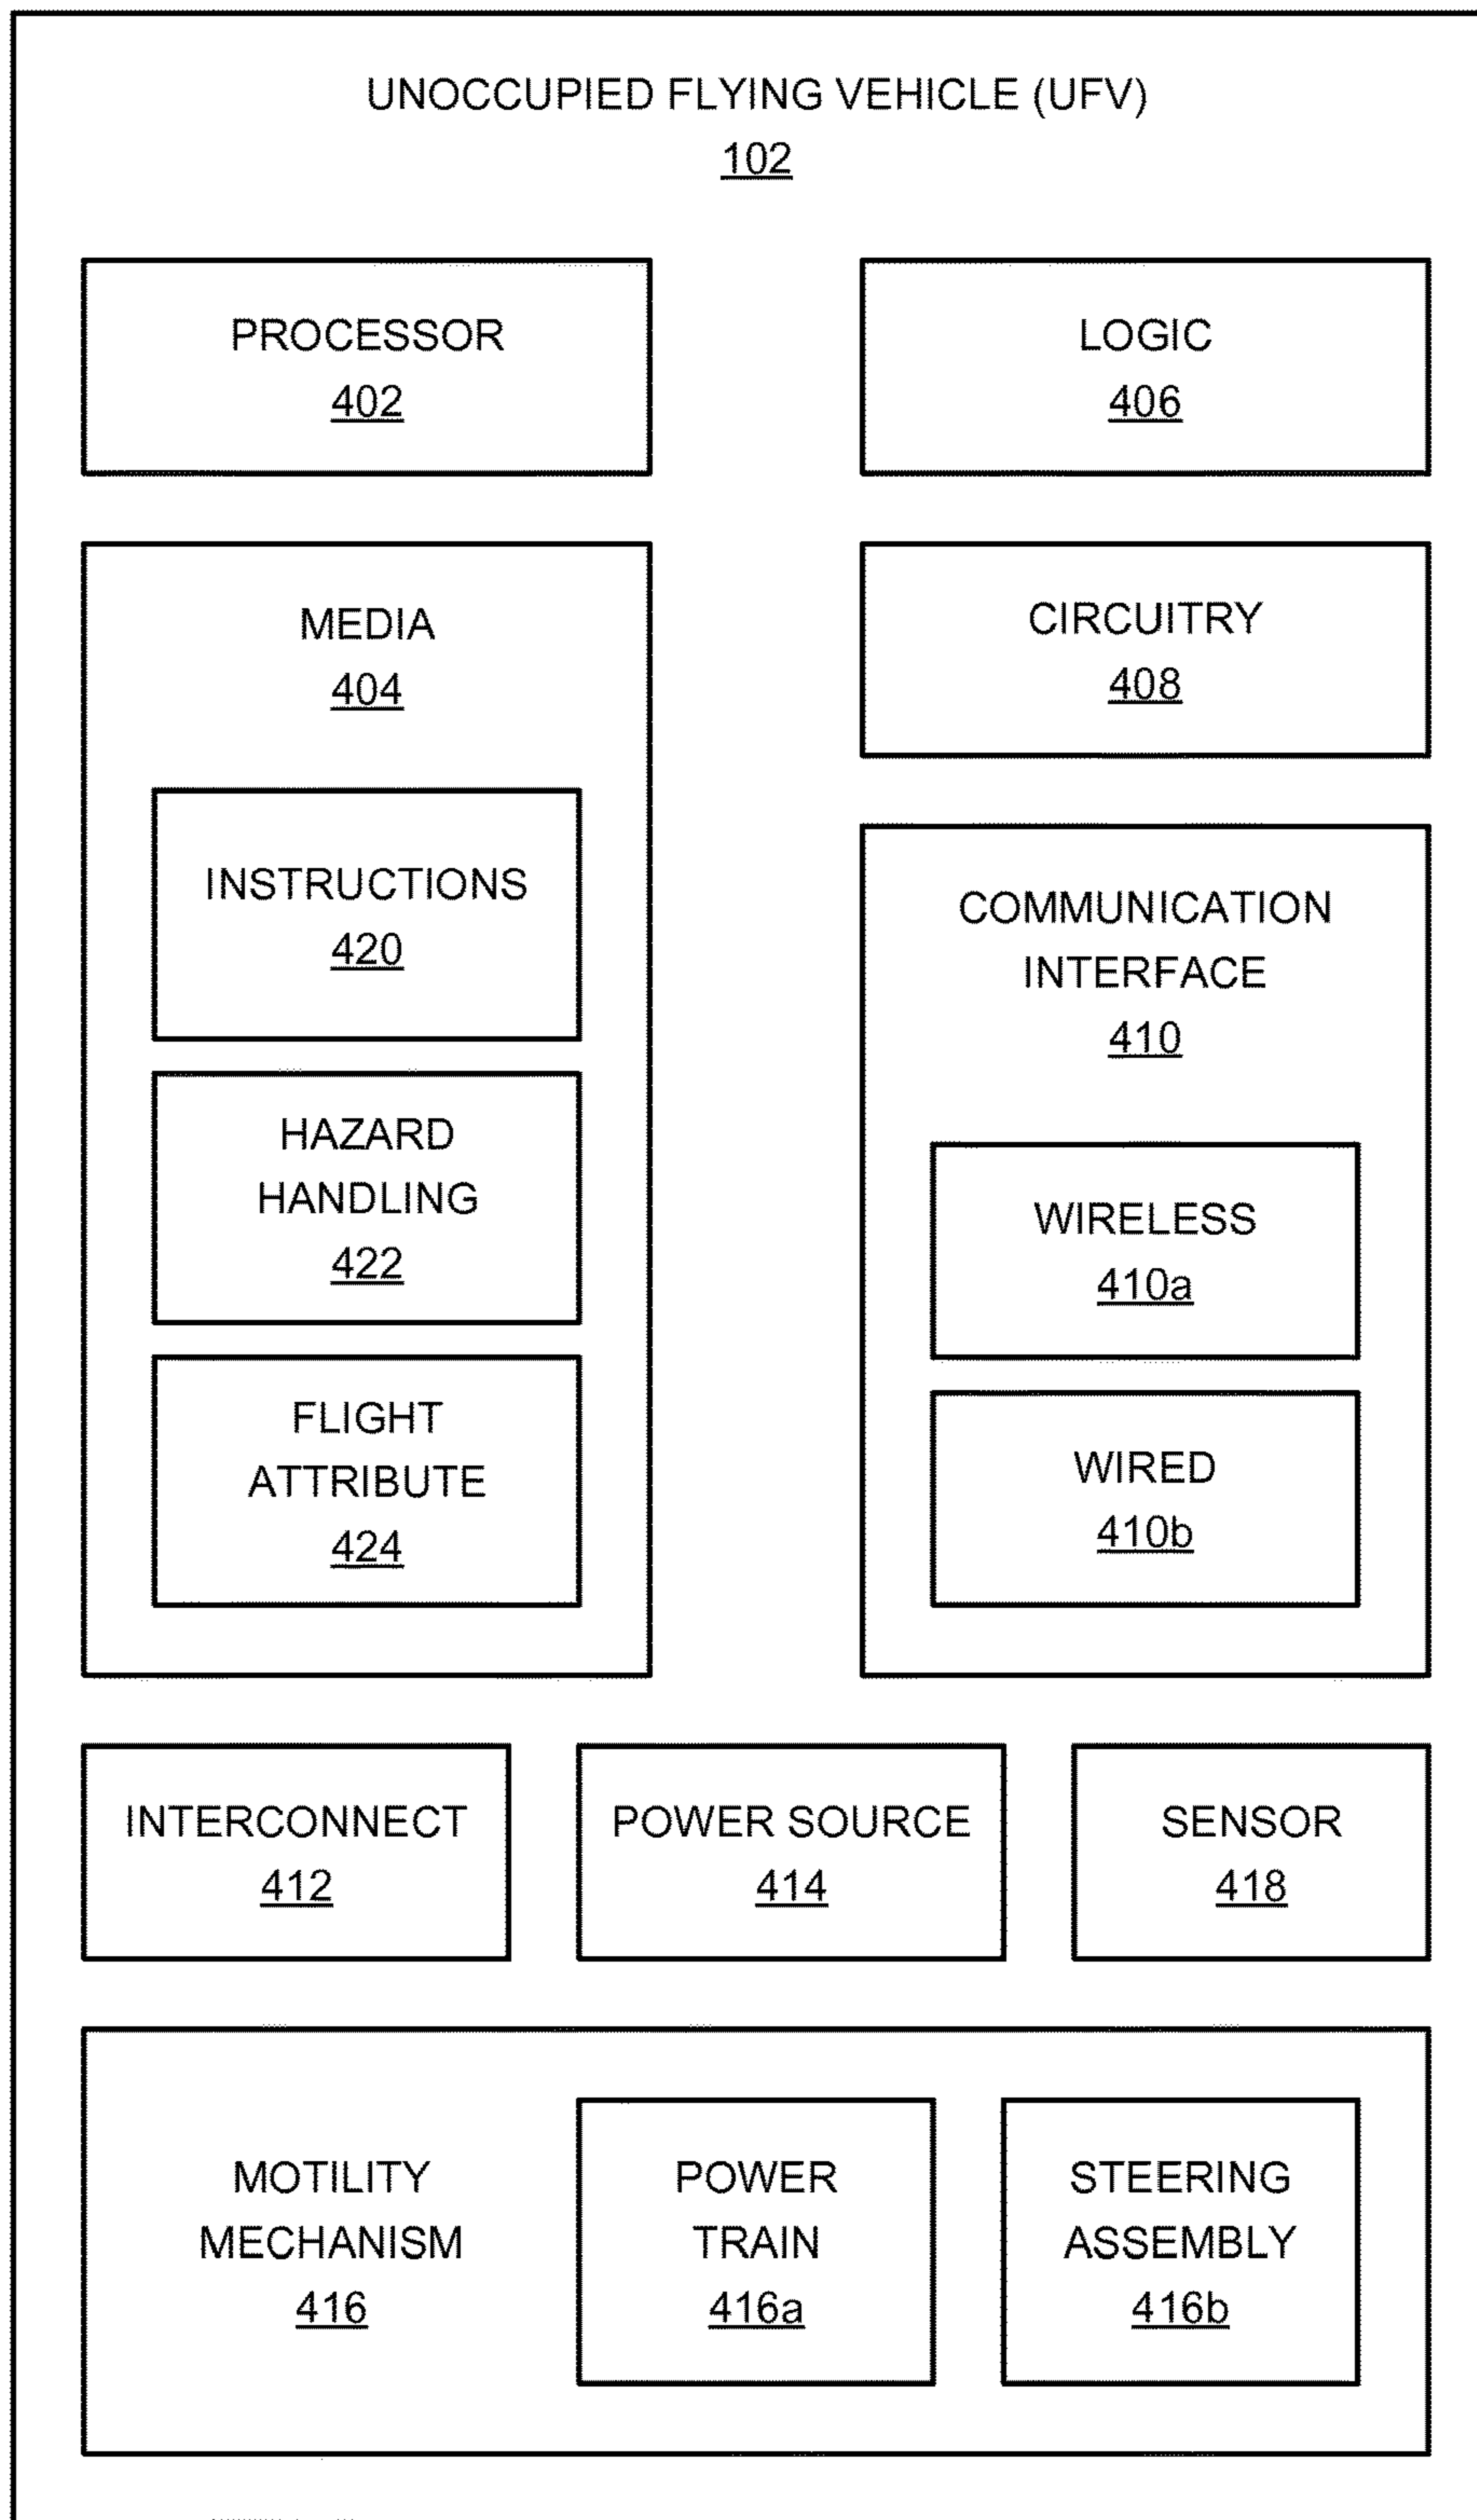 UNOCCUPIED FLYING VEHICLE (UFV)
102
PROCESSOR
402
LOGIC
406
MEDIA
404
INSTRUCTIONS
420
HAZARD
HANDLING
422
FLIGHT
ATTRIBUTE
424
CIRCUITRY
408
COMMUNICATION
INTERFACE
410
WIRELESS
410a
WIRED
410b
INTERCONNECT
412
POWER SOURCE
414
SENSOR
418
MOTILITY
MECHANISM
416
POWER
TRAIN
416a
STEERING
ASSEMBLY
416b